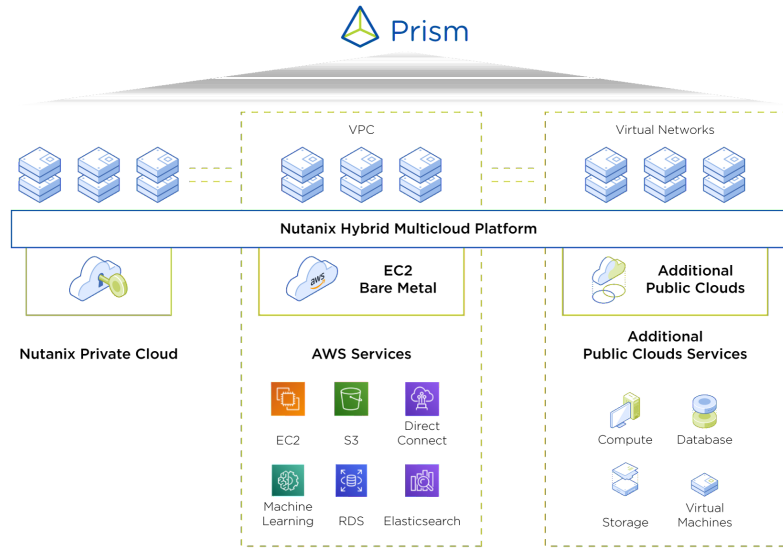 Prism
VPC
Virtual Networks
Nutanix Hybrid Multicloud Platform
aws
EC2
Bare Metal
Additional
Public Clouds
Nutanix Private Cloud
AWS Services
Additional
Public Clouds Services
EC2
S3
Direct
Connect
Compute
Database
Machine
Learning
RDS
Elasticsearch
Storage
Virtual
Machines